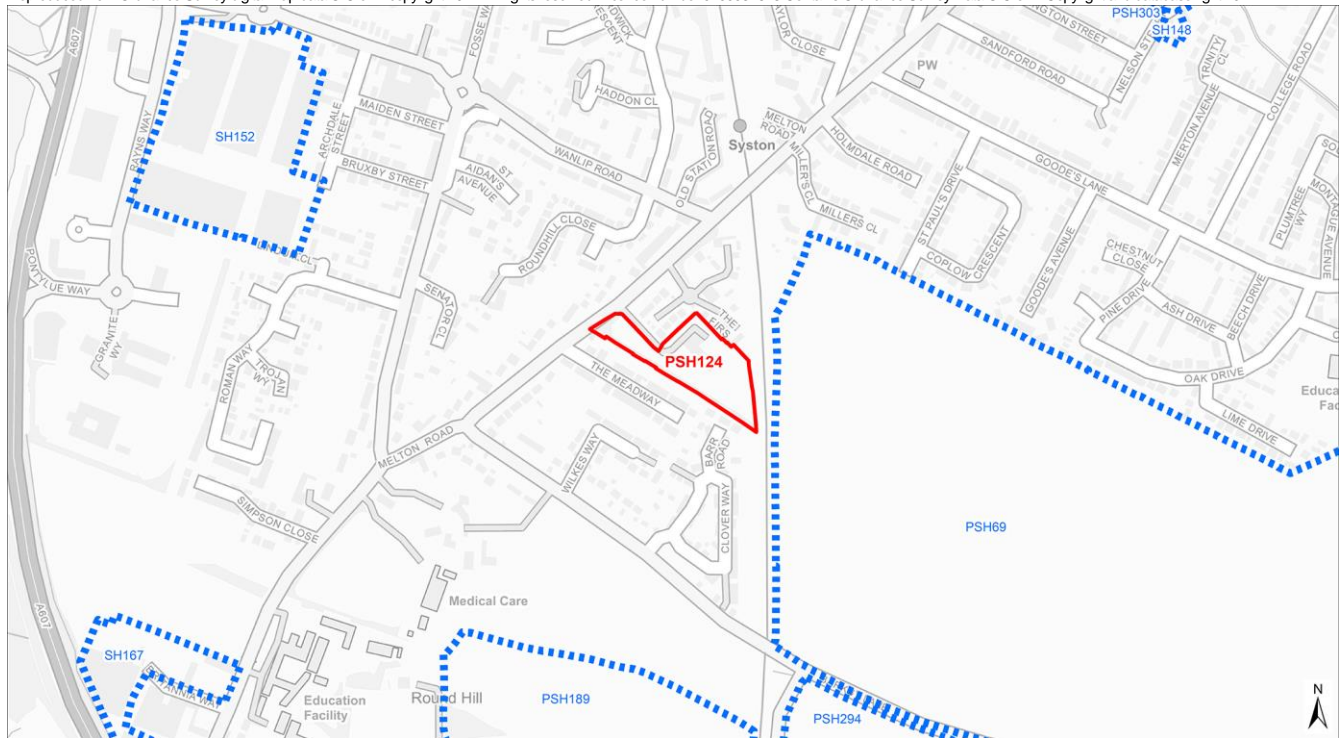 PSH303
SH148
A607
FOSSE WAY
SANDFORD ROAD
NELSON ST
TRINITY CL
COLLEGE ROAD
PW
HADDON CL
MAIDEN STREET
RAYNS WAY
SH152
ARCHDALE STREET
BRUXBY STREET
ST AIDAN'S AVENUE
WANLIP ROAD
OLD STATION ROAD
Syston
MELTON ROAD
MILLER'S CL
HOLMDALE ROAD
MERTON AVENUE
GOODE'S LANE
ST PAUL'S DRIVE
MILLERS CL
COPLOW CRESCENT
GOODE'S AVENUE
CHESTNUT CLOSE
PLUMTREE WY
PINE DRIVE
ASH DRIVE
BEECH DRIVE
OAK DRIVE
LIME DRIVE
ROUNDHILL CLOSE
SENATOR CL
PONTYLUE WAY
GRANITE WY
ROMAN WAY
TROJAN WY
THE FIRS
PSH124
THE MEADWAY
MELTON ROAD
WILKES WAY
BARR ROAD
CLOVER WAY
SIMPSON CLOSE
PSH69
Medical Care
A607
SH167
Education Facility
Round Hill
PSH189
PSH294
N